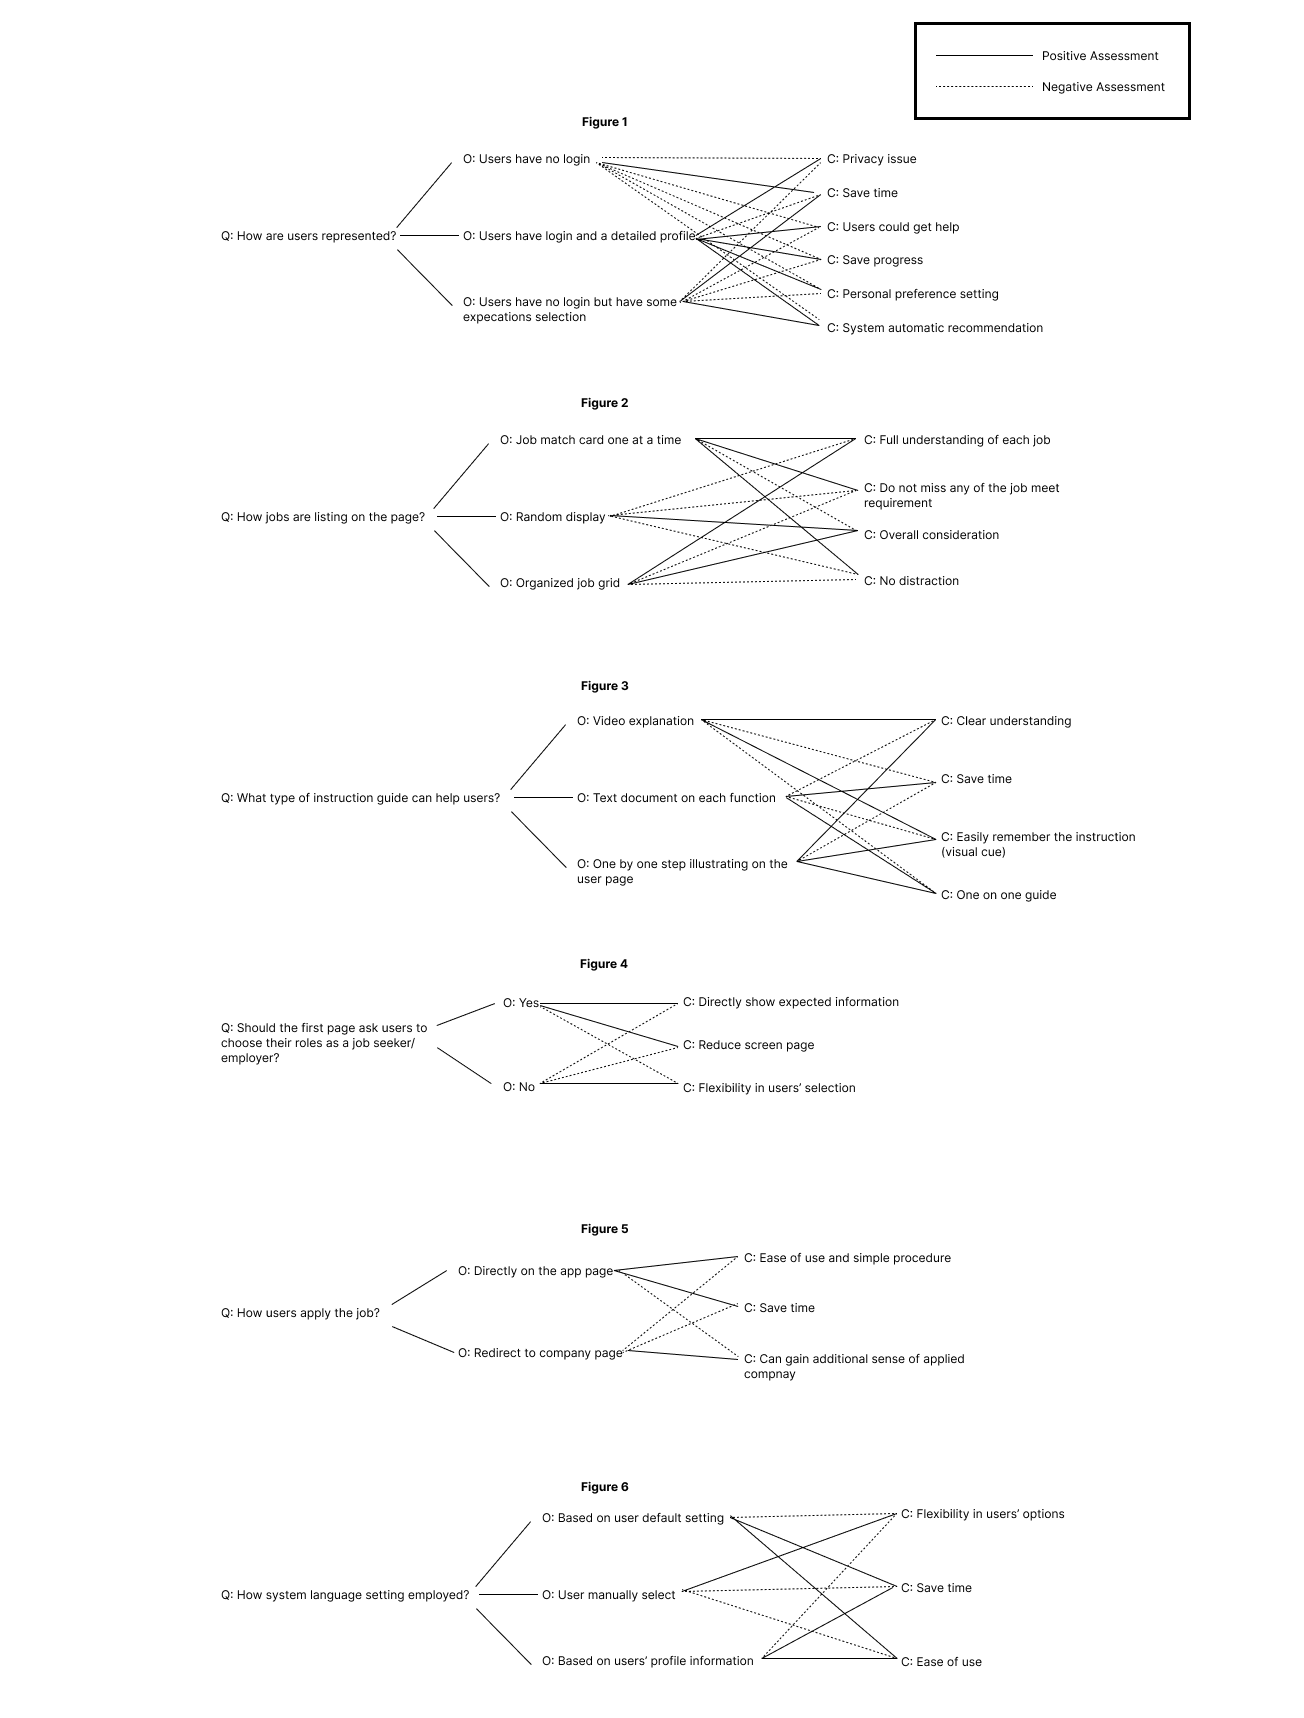 Positive Assessment
Negative Assessment
Figure 1
O: Users have no login
C: Privacy issue
C: Save time
C: Users could get help
Q: How are users represented?
O: Users have login and a detailed profile
C: Save progress
C: Personal preference setting
O: Users have no login but have some
expecations selection
C: System automatic recommendation
Figure 2
O: Job match card one at a time
C: Full understanding of each job
C: Do not miss any of the job meet
requirement
Q: How jobs are listing on the page?
O: Random display
C: Overall consideration
O: Organized job grid
C: No distraction
Figure 3
O: Video explanation
C: Clear understanding
C: Save time
Q: What type of instruction guide can help users?
O: Text document on each function
C: Easily remember the instruction
(visual cue)
O: One by one step illustrating on the
user page
C: One on one guide
Figure 4
O: Yes
C: Directly show expected information
Q: Should the first page ask users to
choose their roles as a job seeker/
employer?
C: Reduce screen page
O: No
C: Flexibility in users’ selection
Figure 5
C: Ease of use and simple procedure
O: Directly on the app page
Q: How users apply the job?
C: Save time
O: Redirect to company page
C: Can gain additional sense of applied
compnay
Figure 6
O: Based on user default setting
C: Flexibility in users’ options
Q: How system language setting employed?
O: User manually select
C: Save time
O: Based on users’ profile information
C: Ease of use